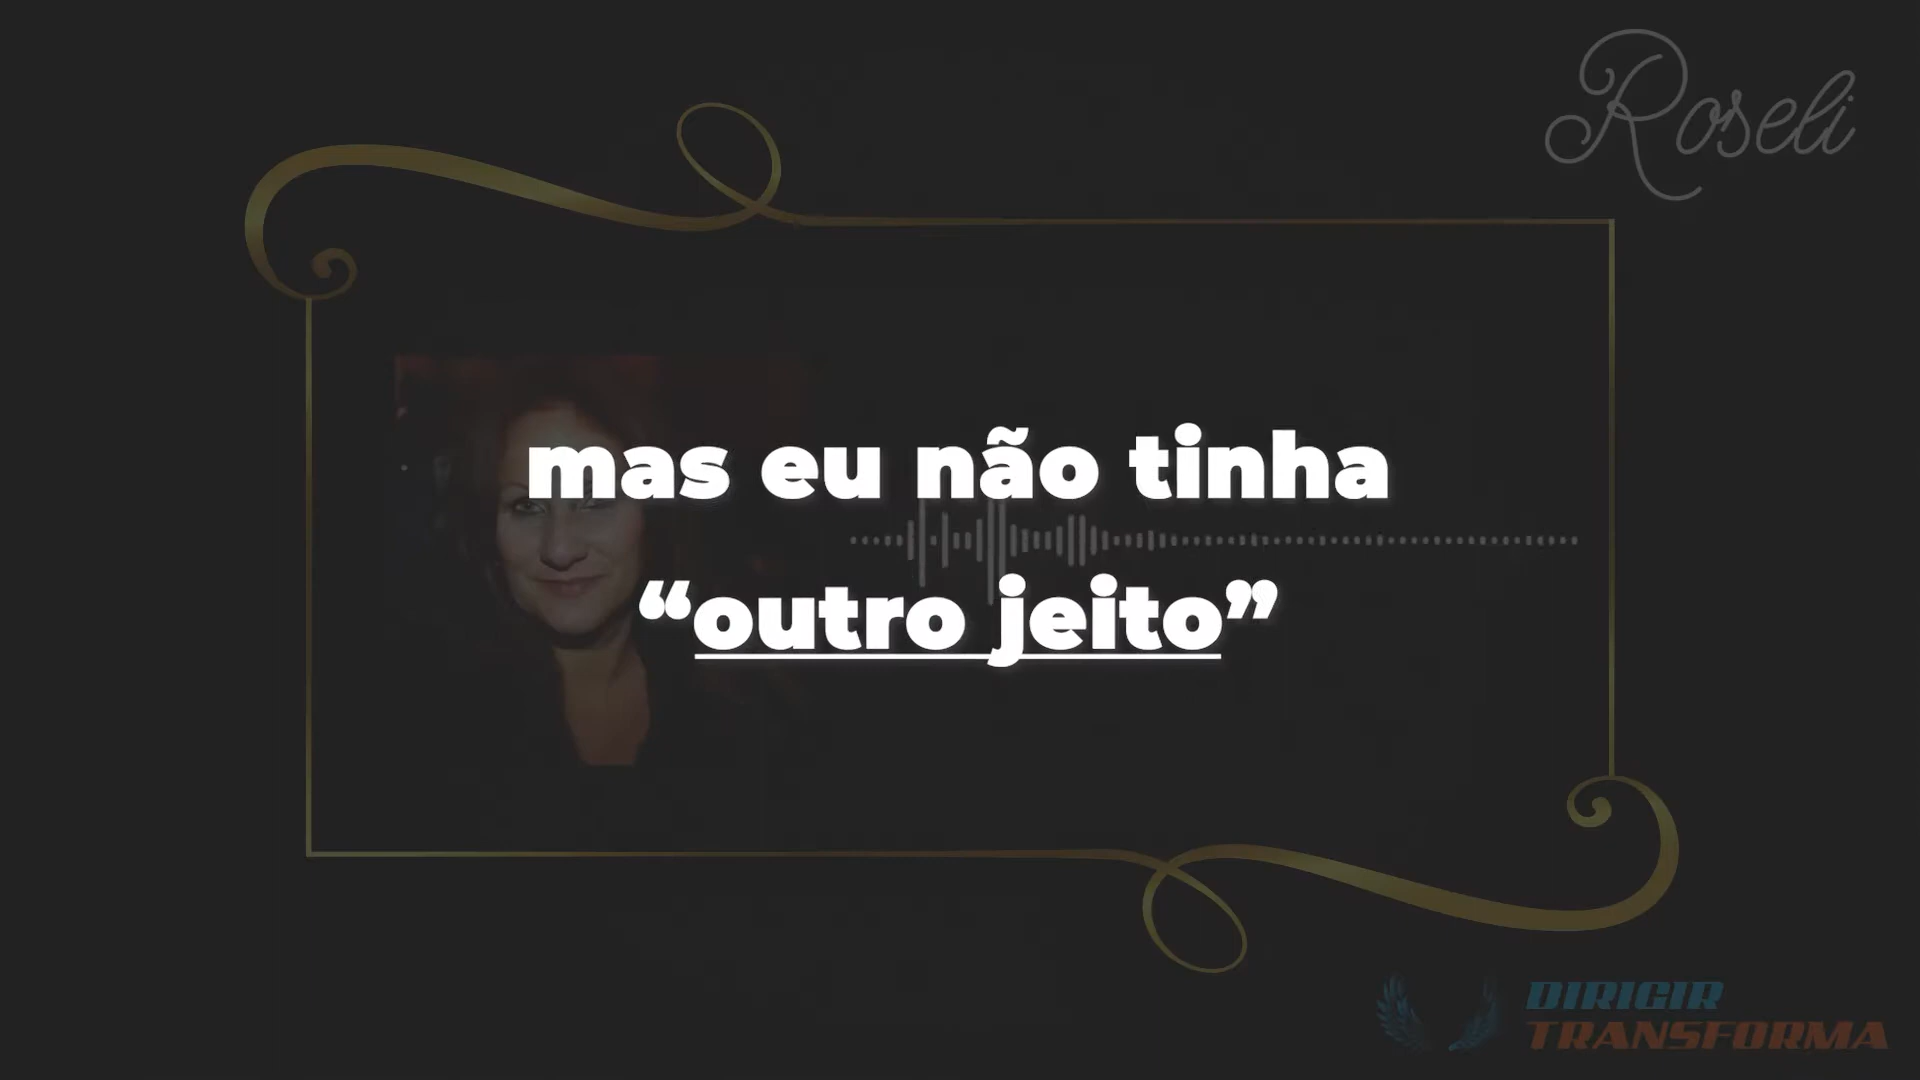 Roseli
mas eu não tinha
“outro jeito”
DIRIGIR
TRANSFORMA